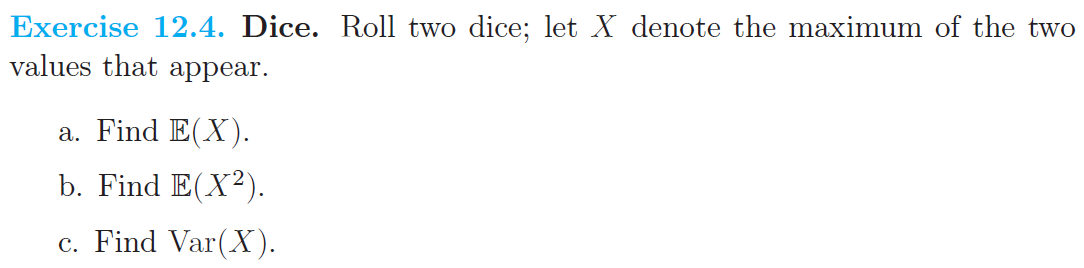 Exercise 12.4. Dice. Roll two dice; let X denote the maximum of the two
values that appear.
a. Find 𝔼(X).
b. Find 𝔼(X²).
c. Find Var(X).